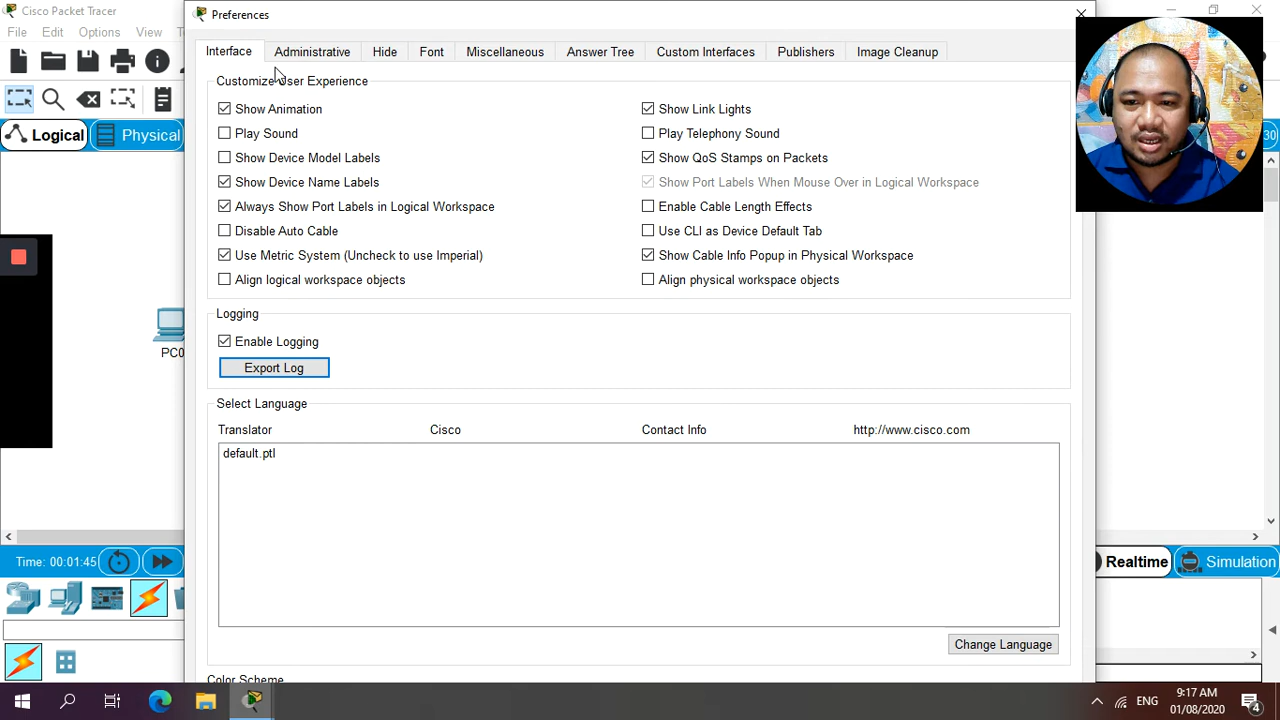 Cisco Packet Tracer
File Edit Options View
Logical
Physical
PC0
Time: 00:01:45
Preferences
Interface
Administrative
Hide
Font
Miscellaneous
Answer Tree
Custom Interfaces
Publishers
Image Cleanup
Customize User Experience
Show Animation
Show Link Lights
Play Sound
Play Telephony Sound
Show Device Model Labels
Show QoS Stamps on Packets
Show Device Name Labels
Show Port Labels When Mouse Over in Logical Workspace
Always Show Port Labels in Logical Workspace
Enable Cable Length Effects
Disable Auto Cable
Use CLI as Device Default Tab
Use Metric System (Uncheck to use Imperial)
Show Cable Info Popup in Physical Workspace
Align logical workspace objects
Align physical workspace objects
Logging
Enable Logging
Export Log
Select Language
Translator
Cisco
Contact Info
http://www.cisco.com
default.ptl
Change Language
Color Scheme
30
Realtime
Simulation
ENG
9:17 AM
01/08/2020
4